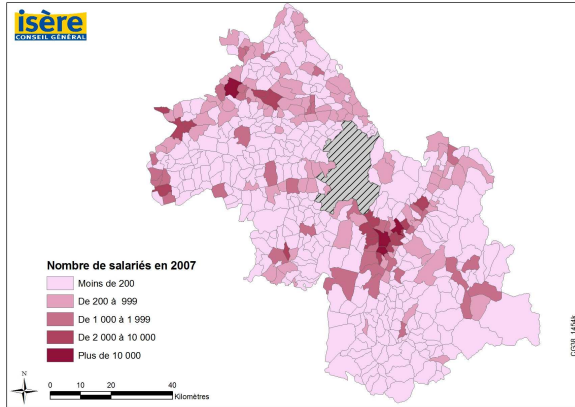 isère
CONSEIL GÉNÉRAL
Nombre de salariés en 2007
Moins de 200
De 200 à 999
De 1 000 à 1 999
De 2 000 à 10 000
Plus de 10 000
N
0 10 20 40
Kilomètres
CG38_1454k